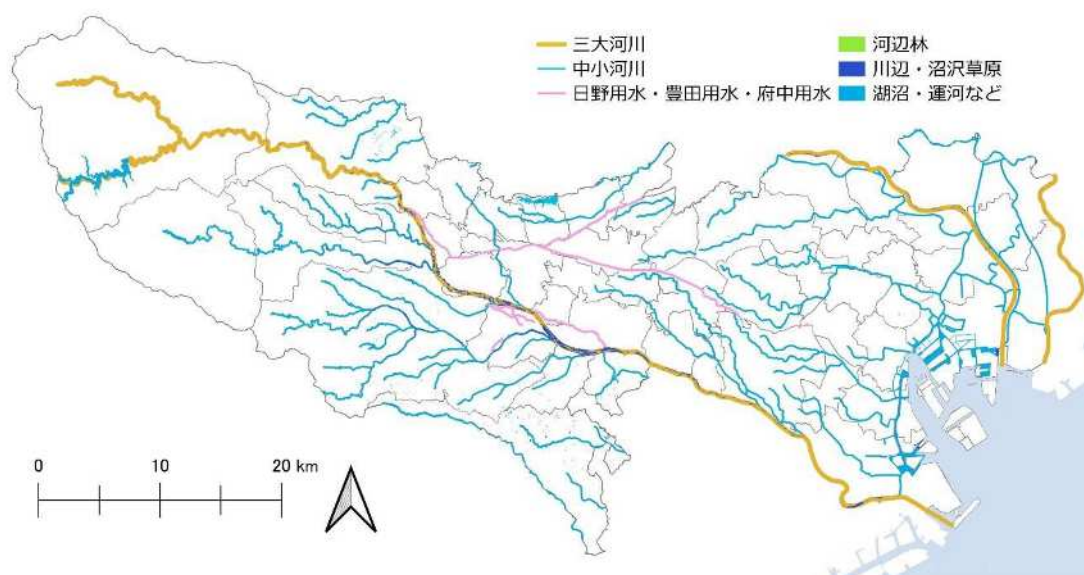 三大河川
中小河川
日野用水・豊田用水・府中用水
河辺林
川辺・沼沢草原
湖沼・運河など
0 10 20 km